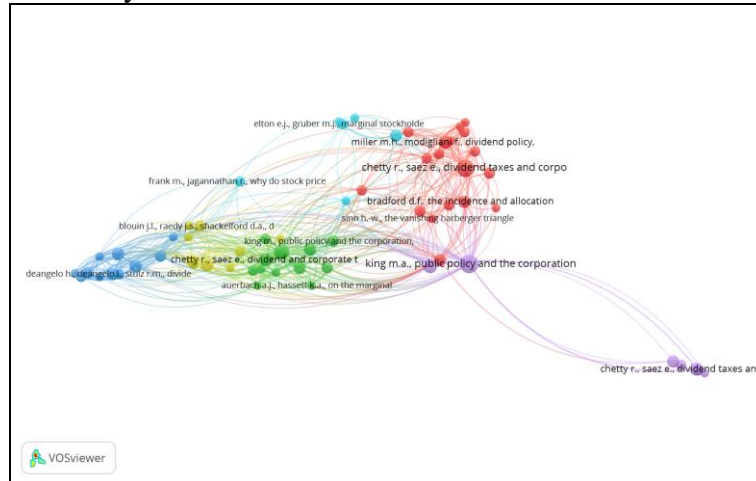 elton e.j., gruber m.j., marginal stockholde
miller m.h., modigliani f., dividend policy,
chetty r., saez e., dividend taxes and corpo
frank m., jagannathan r., why do stock price
bradford d.f., the incidence and allocation
sinn h.-w., the vanishing harberger triangle
blouin j.l., raedy j.s., shackelford d.a., d
king m., public policy and the corporation,
chetty r., saez e., dividend and corporate t
king m.a., public policy and the corporation
deangelo h., deangelo l., stulz r.m., divide
auerbach a.j., hassett k.a., on the marginal
chetty r., saez e., dividend taxes an
VOSviewer